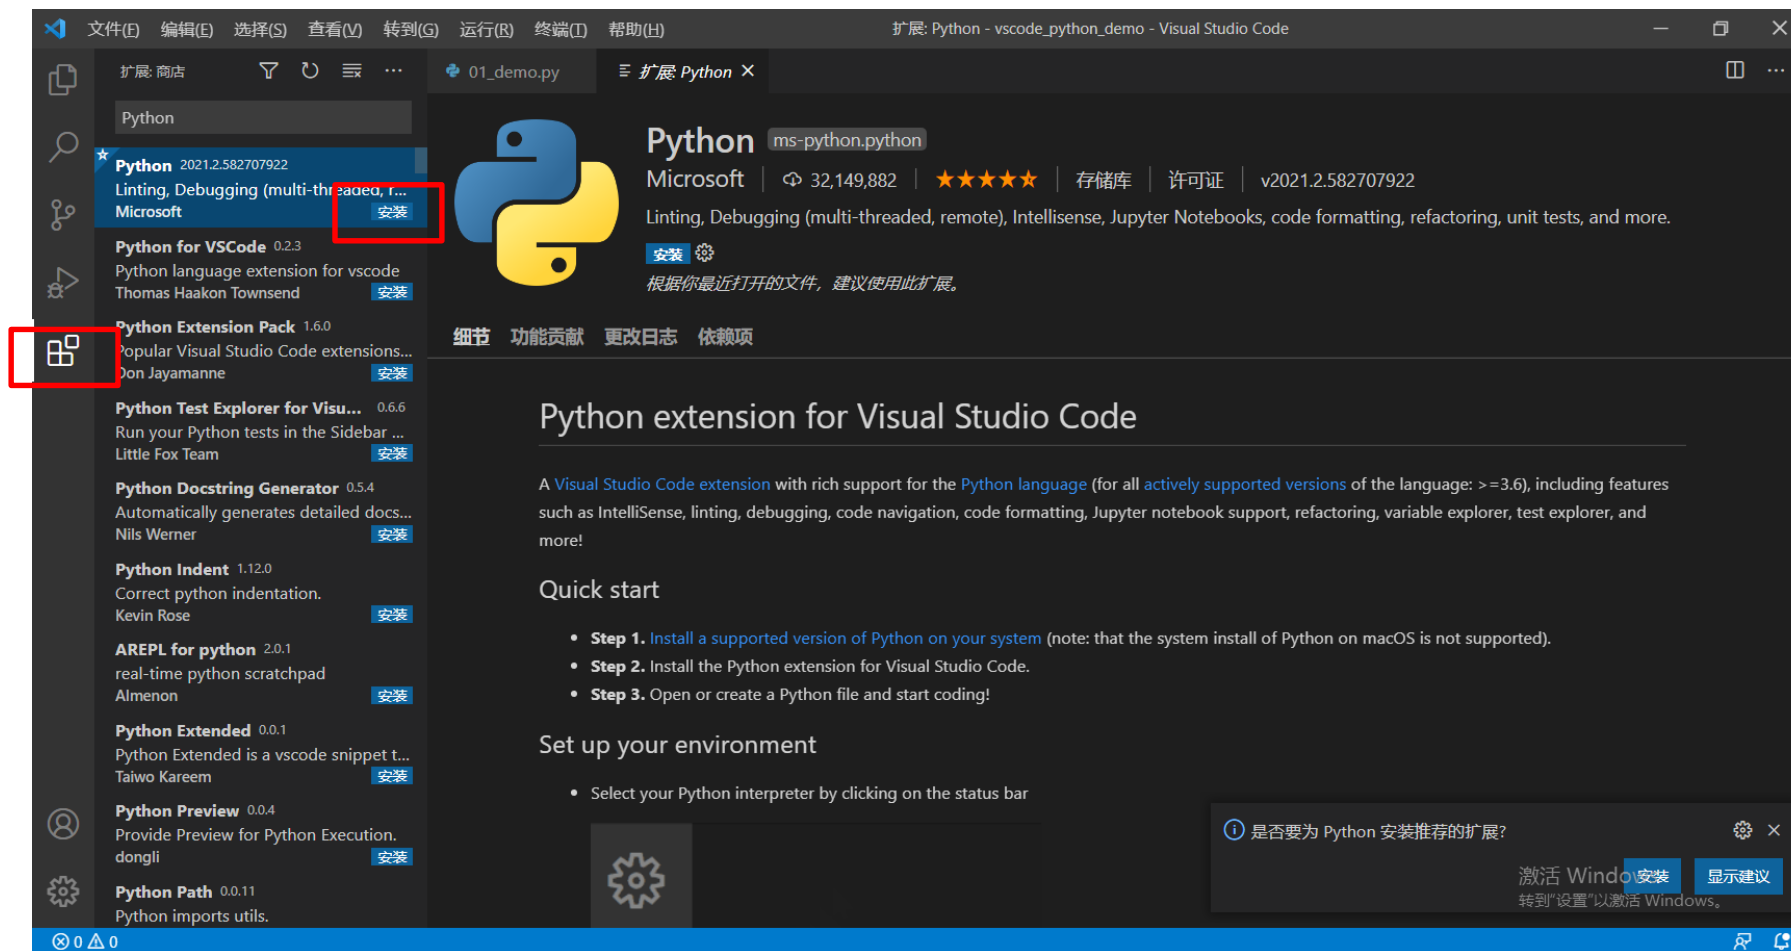 文件(F) 编辑(E) 选择(S) 查看(V) 转到(G) 运行(R) 终端(T) 帮助(H) 扩展: Python - vscode_python_demo - Visual Studio Code
扩展: 商店
01_demo.py
扩展: Python
Python
Python 2021.2.582707922
Linting, Debugging (multi-threaded, r...
Microsoft 安装
Python for VSCode 0.2.3
Python language extension for vscode
Thomas Haakon Townsend 安装
Python Extension Pack 1.6.0
Popular Visual Studio Code extensions...
Don Jayamanne 安装
Python Test Explorer for Visu... 0.6.6
Run your Python tests in the Sidebar ...
Little Fox Team 安装
Python Docstring Generator 0.5.4
Automatically generates detailed docs...
Nils Werner 安装
Python Indent 1.12.0
Correct python indentation.
Kevin Rose 安装
AREPL for python 2.0.1
real-time python scratchpad
Almenon 安装
Python Extended 0.0.1
Python Extended is a vscode snippet t...
Taiwo Kareem 安装
Python Preview 0.0.4
Provide Preview for Python Execution.
dongli 安装
Python Path 0.0.11
Python imports utils.
Python ms-python.python
Microsoft 32,149,882 存储库 许可证 v2021.2.582707922
Linting, Debugging (multi-threaded, remote), Intellisense, Jupyter Notebooks, code formatting, refactoring, unit tests, and more.
安装
根据你最近打开的文件，建议使用此扩展。
细节 功能贡献 更改日志 依赖项
Python extension for Visual Studio Code
A Visual Studio Code extension with rich support for the Python language (for all actively supported versions of the language: >=3.6), including features
such as IntelliSense, linting, debugging, code navigation, code formatting, Jupyter notebook support, refactoring, variable explorer, test explorer, and
more!
Quick start
• Step 1. Install a supported version of Python on your system (note: that the system install of Python on macOS is not supported).
• Step 2. Install the Python extension for Visual Studio Code.
• Step 3. Open or create a Python file and start coding!
Set up your environment
• Select your Python interpreter by clicking on the status bar
是否要为 Python 安装推荐的扩展?
安装 显示建议
激活 Windows
转到"设置"以激活 Windows。
0 0